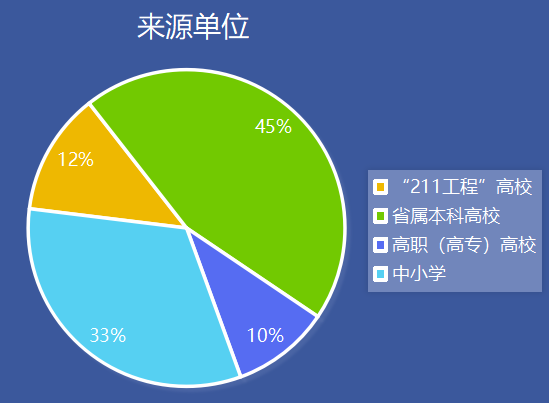 来源单位
45%
12%
33%
10%
“211工程”高校
省属本科高校
高职（高专）高校
中小学